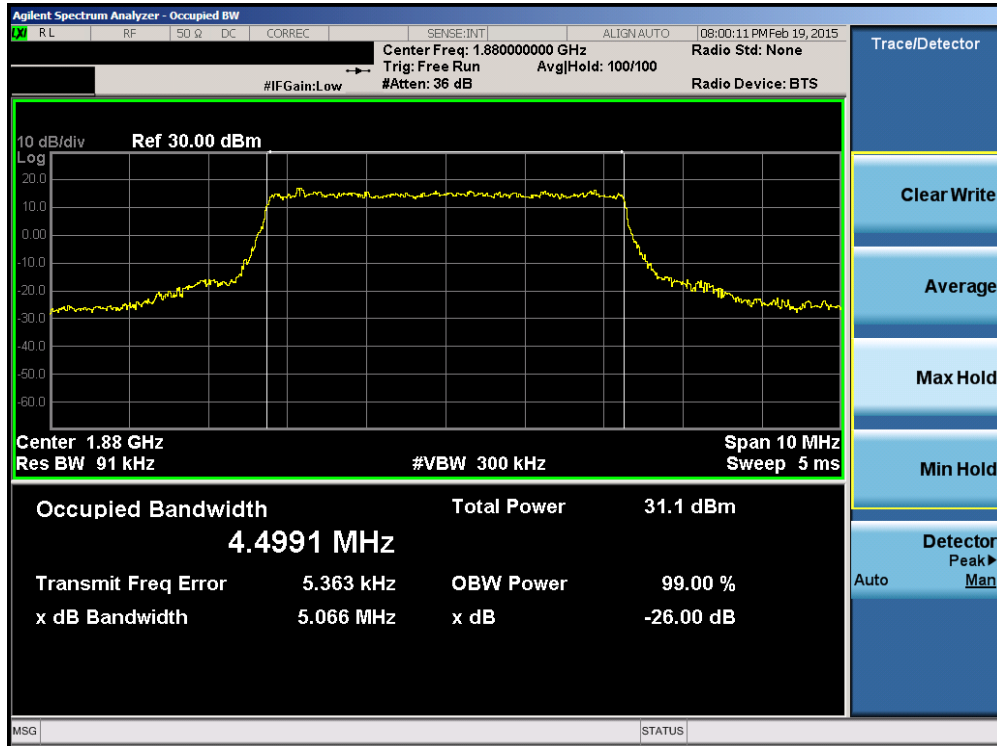 Agilent Spectrum Analyzer - Occupied BW
LXI RL RF 50 Ω DC CORREC SENSE:INT ALIGN AUTO 08:00:11 PM Feb 19, 2015
Center Freq: 1.880000000 GHz Radio Std: None
Trig: Free Run Avg|Hold: 100/100
#IFGain:Low #Atten: 36 dB Radio Device: BTS
10 dB/div Ref 30.00 dBm
Log
20.0
10.0
0.00
-10.0
-20.0
-30.0
-40.0
-50.0
-60.0
Center 1.88 GHz Span 10 MHz
Res BW 91 kHz #VBW 300 kHz Sweep 5 ms
Occupied Bandwidth Total Power 31.1 dBm
4.4991 MHz
Transmit Freq Error 5.363 kHz OBW Power 99.00 %
x dB Bandwidth 5.066 MHz x dB -26.00 dB
Trace/Detector
Clear Write
Average
Max Hold
Min Hold
Detector
Peak▶
Auto Man
MSG STATUS